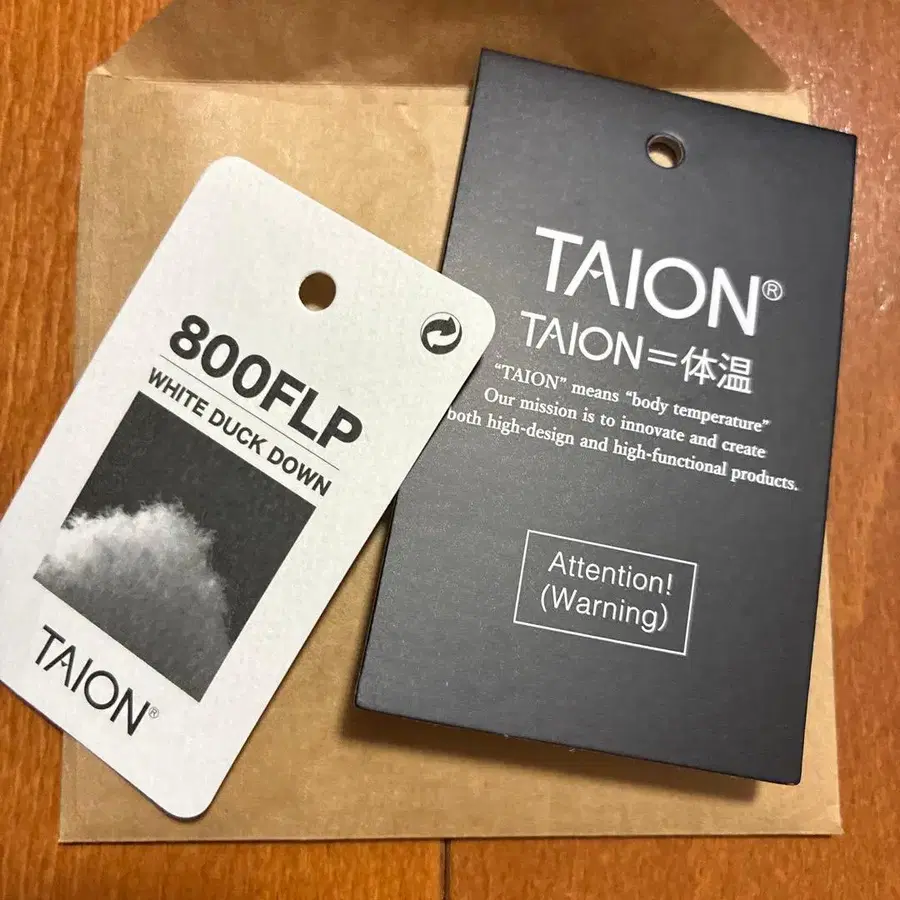 800FLP
WHITE DUCK DOWN
TAION®
TAION®
TAION=体温
“TAION” means “body temperature”
Our mission is to innovate and create
both high-design and high-functional products.
Attention!
(Warning)